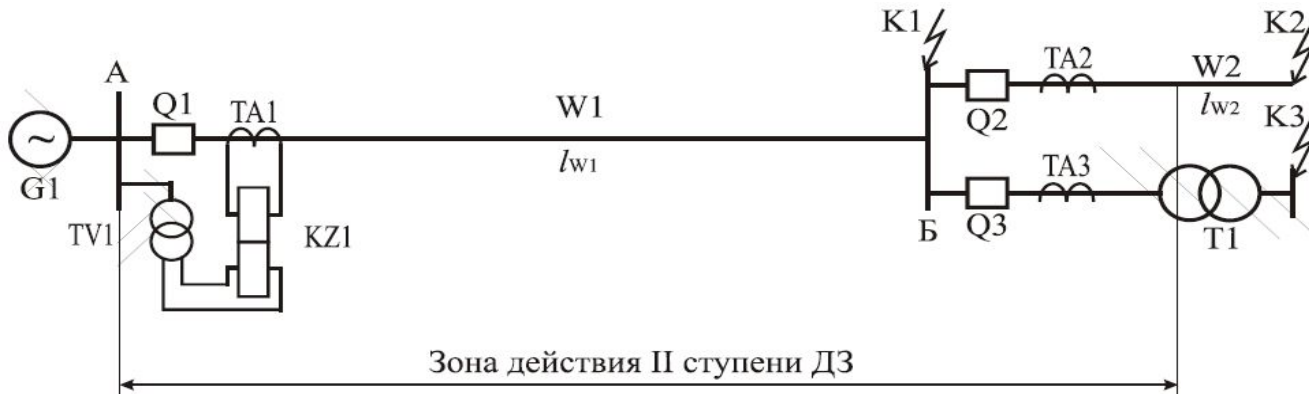 K1
K2
А
Q1
TA1
W1
TA2
W2
Q2
lw2
K3
G1
lw1
TA3
TV1
KZ1
Б
Q3
T1
Зона действия II ступени ДЗ